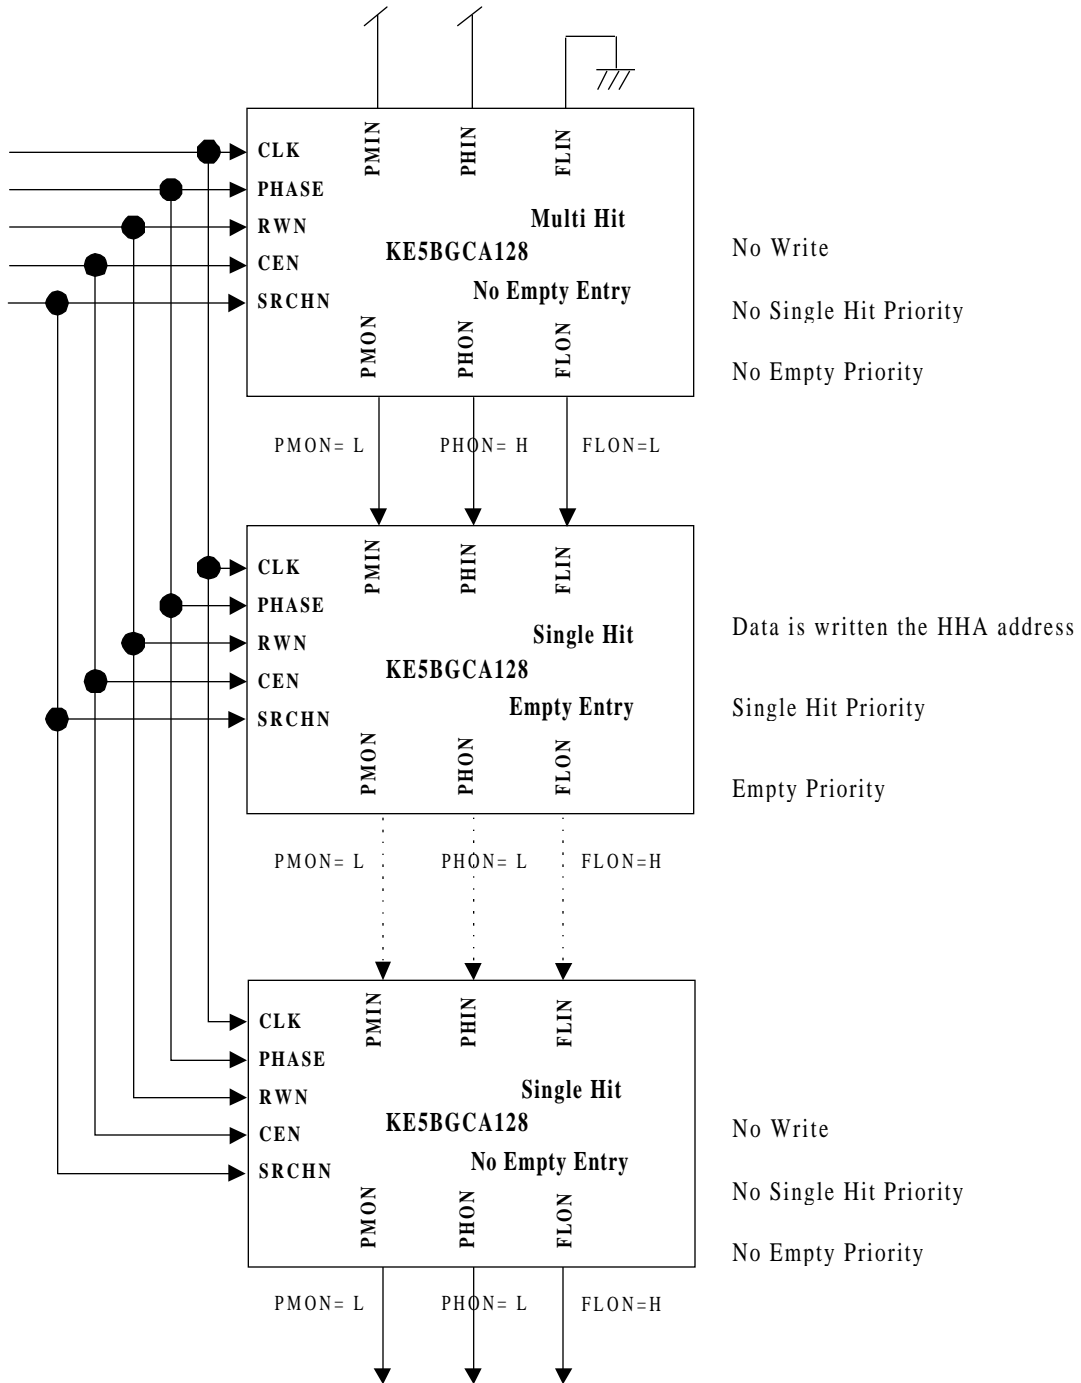 PMIN
PHIN
FLIN
CLK
PHASE
RWN
CEN
SRCHN
Multi Hit
KE5BGCA128
No Empty Entry
PMON
PHON
FLON
No Write
No Single Hit Priority
No Empty Priority
PMON= L
PHON= H
FLON=L
PMIN
PHIN
FLIN
CLK
PHASE
RWN
CEN
SRCHN
Single Hit
KE5BGCA128
Empty Entry
PMON
PHON
FLON
Data is written the HHA address
Single Hit Priority
Empty Priority
PMON= L
PHON= L
FLON=H
PMIN
PHIN
FLIN
CLK
PHASE
RWN
CEN
SRCHN
Single Hit
KE5BGCA128
No Empty Entry
PMON
PHON
FLON
No Write
No Single Hit Priority
No Empty Priority
PMON= L
PHON= L
FLON=H